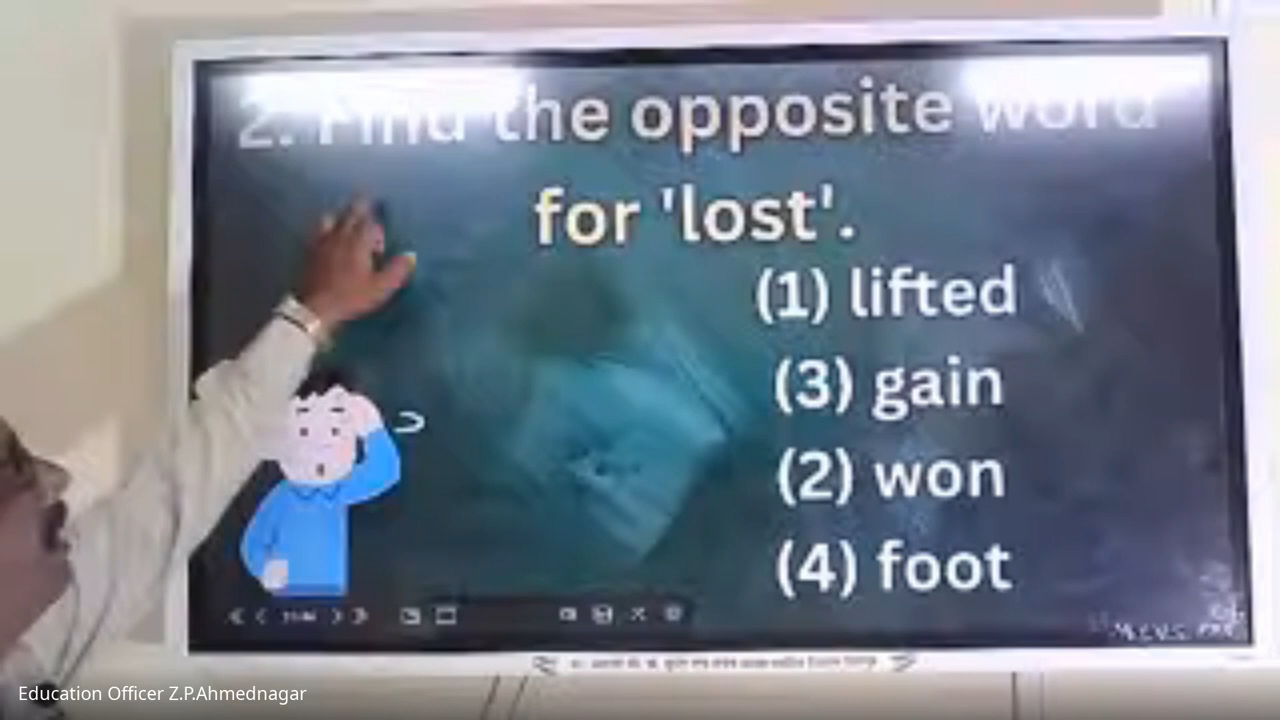 2. Find the opposite word
for 'lost'.
(1) lifted
(3) gain
(2) won
(4) foot
Education Officer Z.P.Ahmednagar